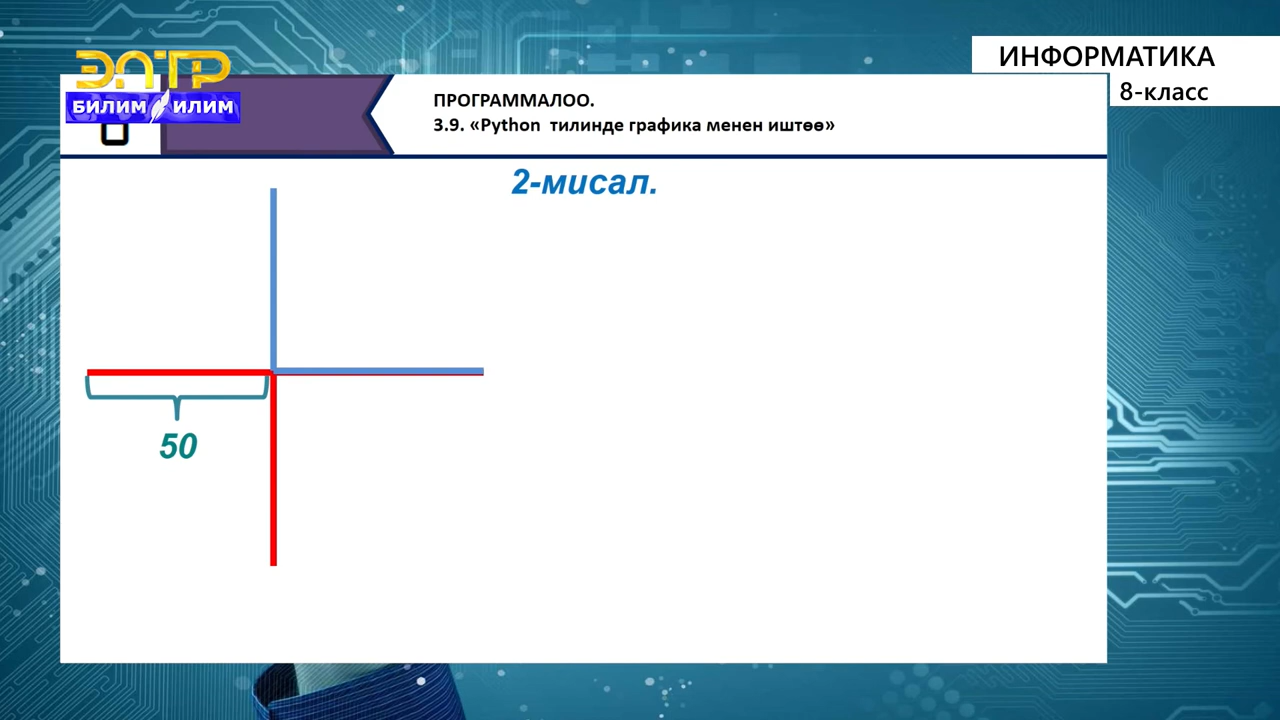 ЭЛТР
БИЛИМ ИЛИМ
ИНФОРМАТИКА
8-класс
ПРОГРАММАЛОО.
3.9. «Python тилинде графика менен иштөө»
2-мисал.
50